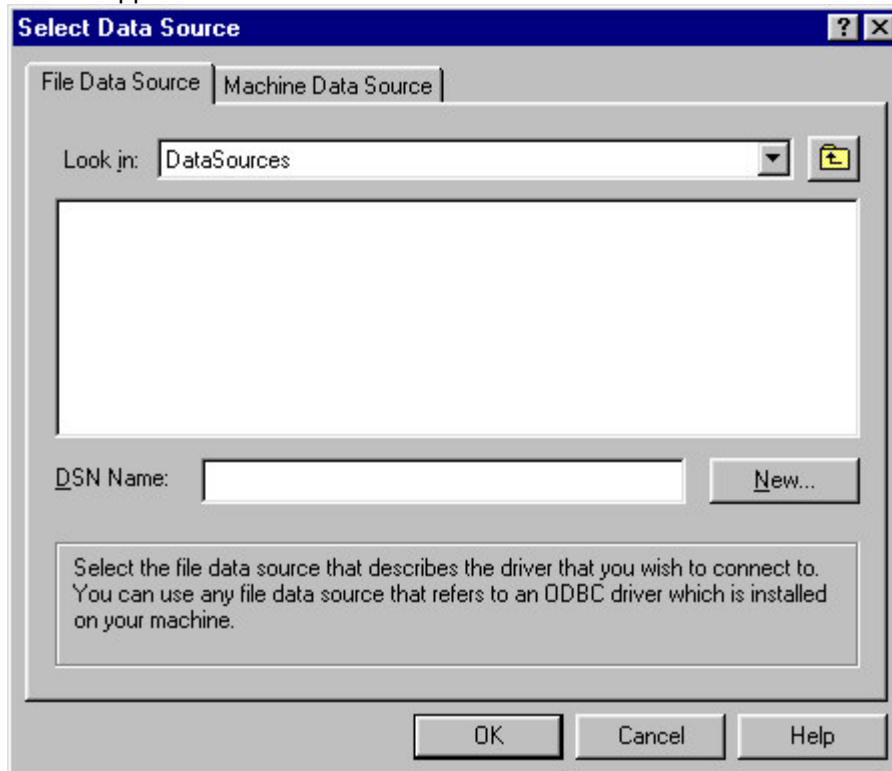 Select Data Source
File Data Source
Machine Data Source
Look in:
DataSources
DSN Name:
New...
Select the file data source that describes the driver that you wish to connect to.
You can use any file data source that refers to an ODBC driver which is installed
on your machine.
OK
Cancel
Help